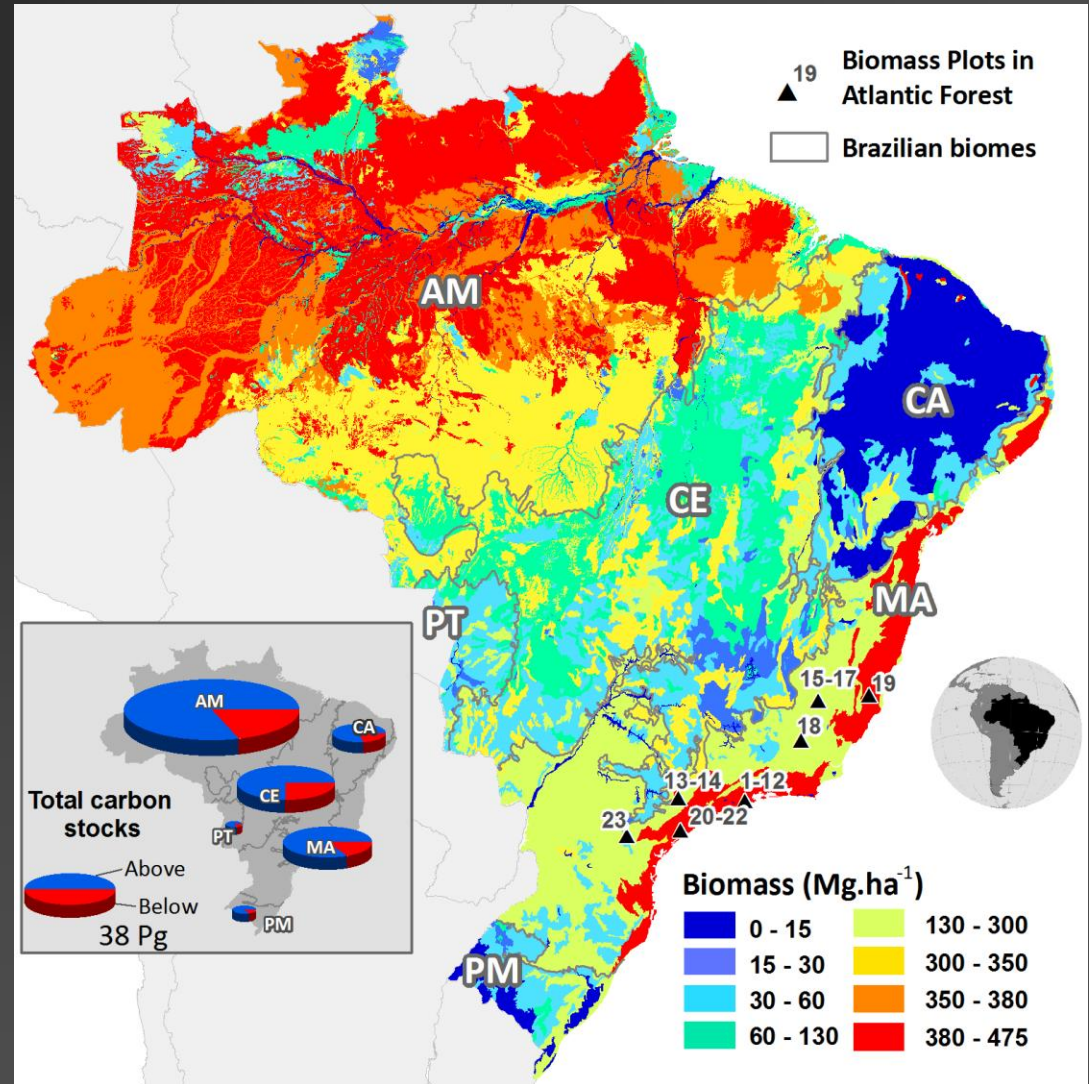 19
Biomass Plots in
Atlantic Forest
Brazilian biomes
AM
CA
CE
MA
PT
15-17
19
18
13-14
1-12
20-22
23
PM
AM
CA
CE
PT
MA
PM
Total carbon
stocks
Above
Below
38 Pg
Biomass (Mg.ha⁻¹)
0 - 15
15 - 30
30 - 60
60 - 130
130 - 300
300 - 350
350 - 380
380 - 475